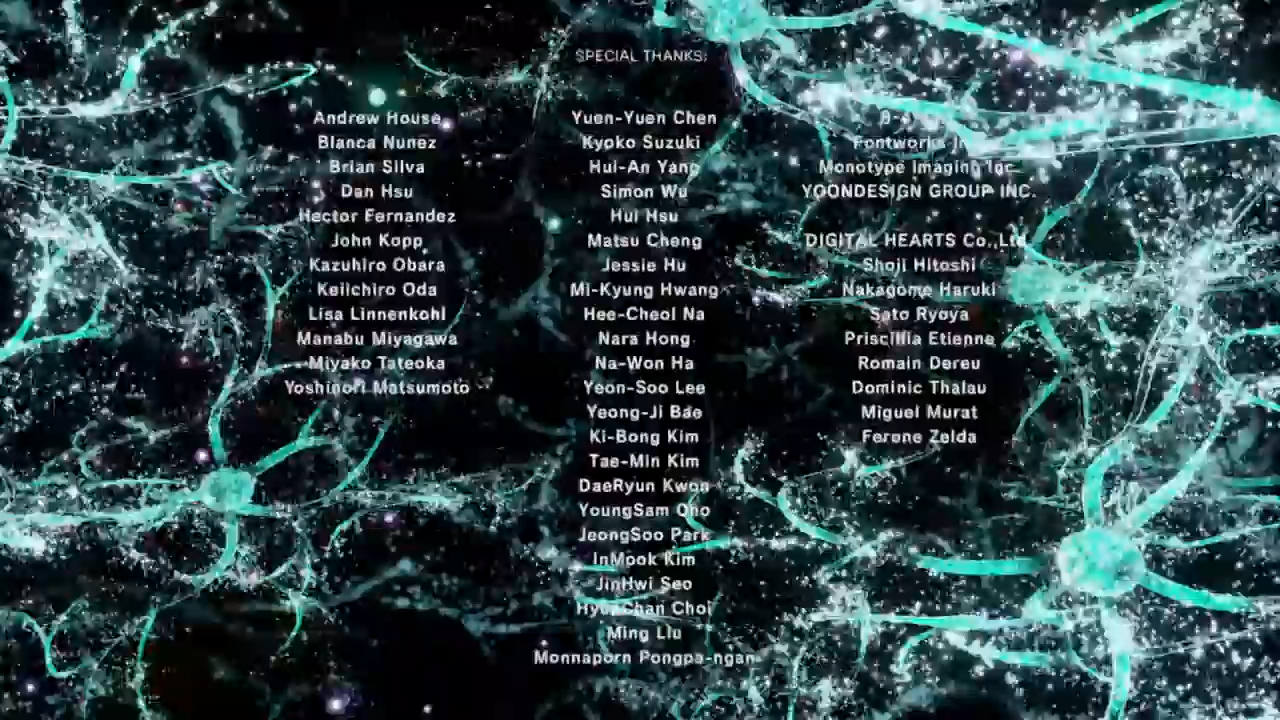 SPECIAL THANKS:
Andrew House
Blanca Nunez
Brian Silva
Dan Hsu
Hector Fernandez
John Kopp
Kazuhiro Obara
Keiichiro Oda
Lisa Linnenkohl
Manabu Miyagawa
Miyako Tateoka
Yoshinori Matsumoto
Yuen-Yuen Chen
Kyoko Suzuki
Hui-An Yang
Simon Wu
Hui Hsu
Matsu Cheng
Jessie Hu
Mi-Kyung Hwang
Hee-Cheol Na
Nara Hong
Na-Won Ha
Yeon-Soo Lee
Yeong-Ji Bae
Ki-Bong Kim
Tae-Min Kim
DaeRyun Kwon
YoungSam Oho
JeongSoo Park
InMook Kim
JinHwi Seo
Choi
Ming Liu
Monnaporn Pongpa-ngan
Fontworks
Monotype Imaging Inc.
YOONDESIGN GROUP INC.
DIGITAL HEARTS Co.,Ltd.
Shoji Hitoshi
Nakagome Haruki
Sato Ryoya
Priscillia Etienne
Romain Dereu
Dominic Thalau
Miguel Murat
Ferone Zelda